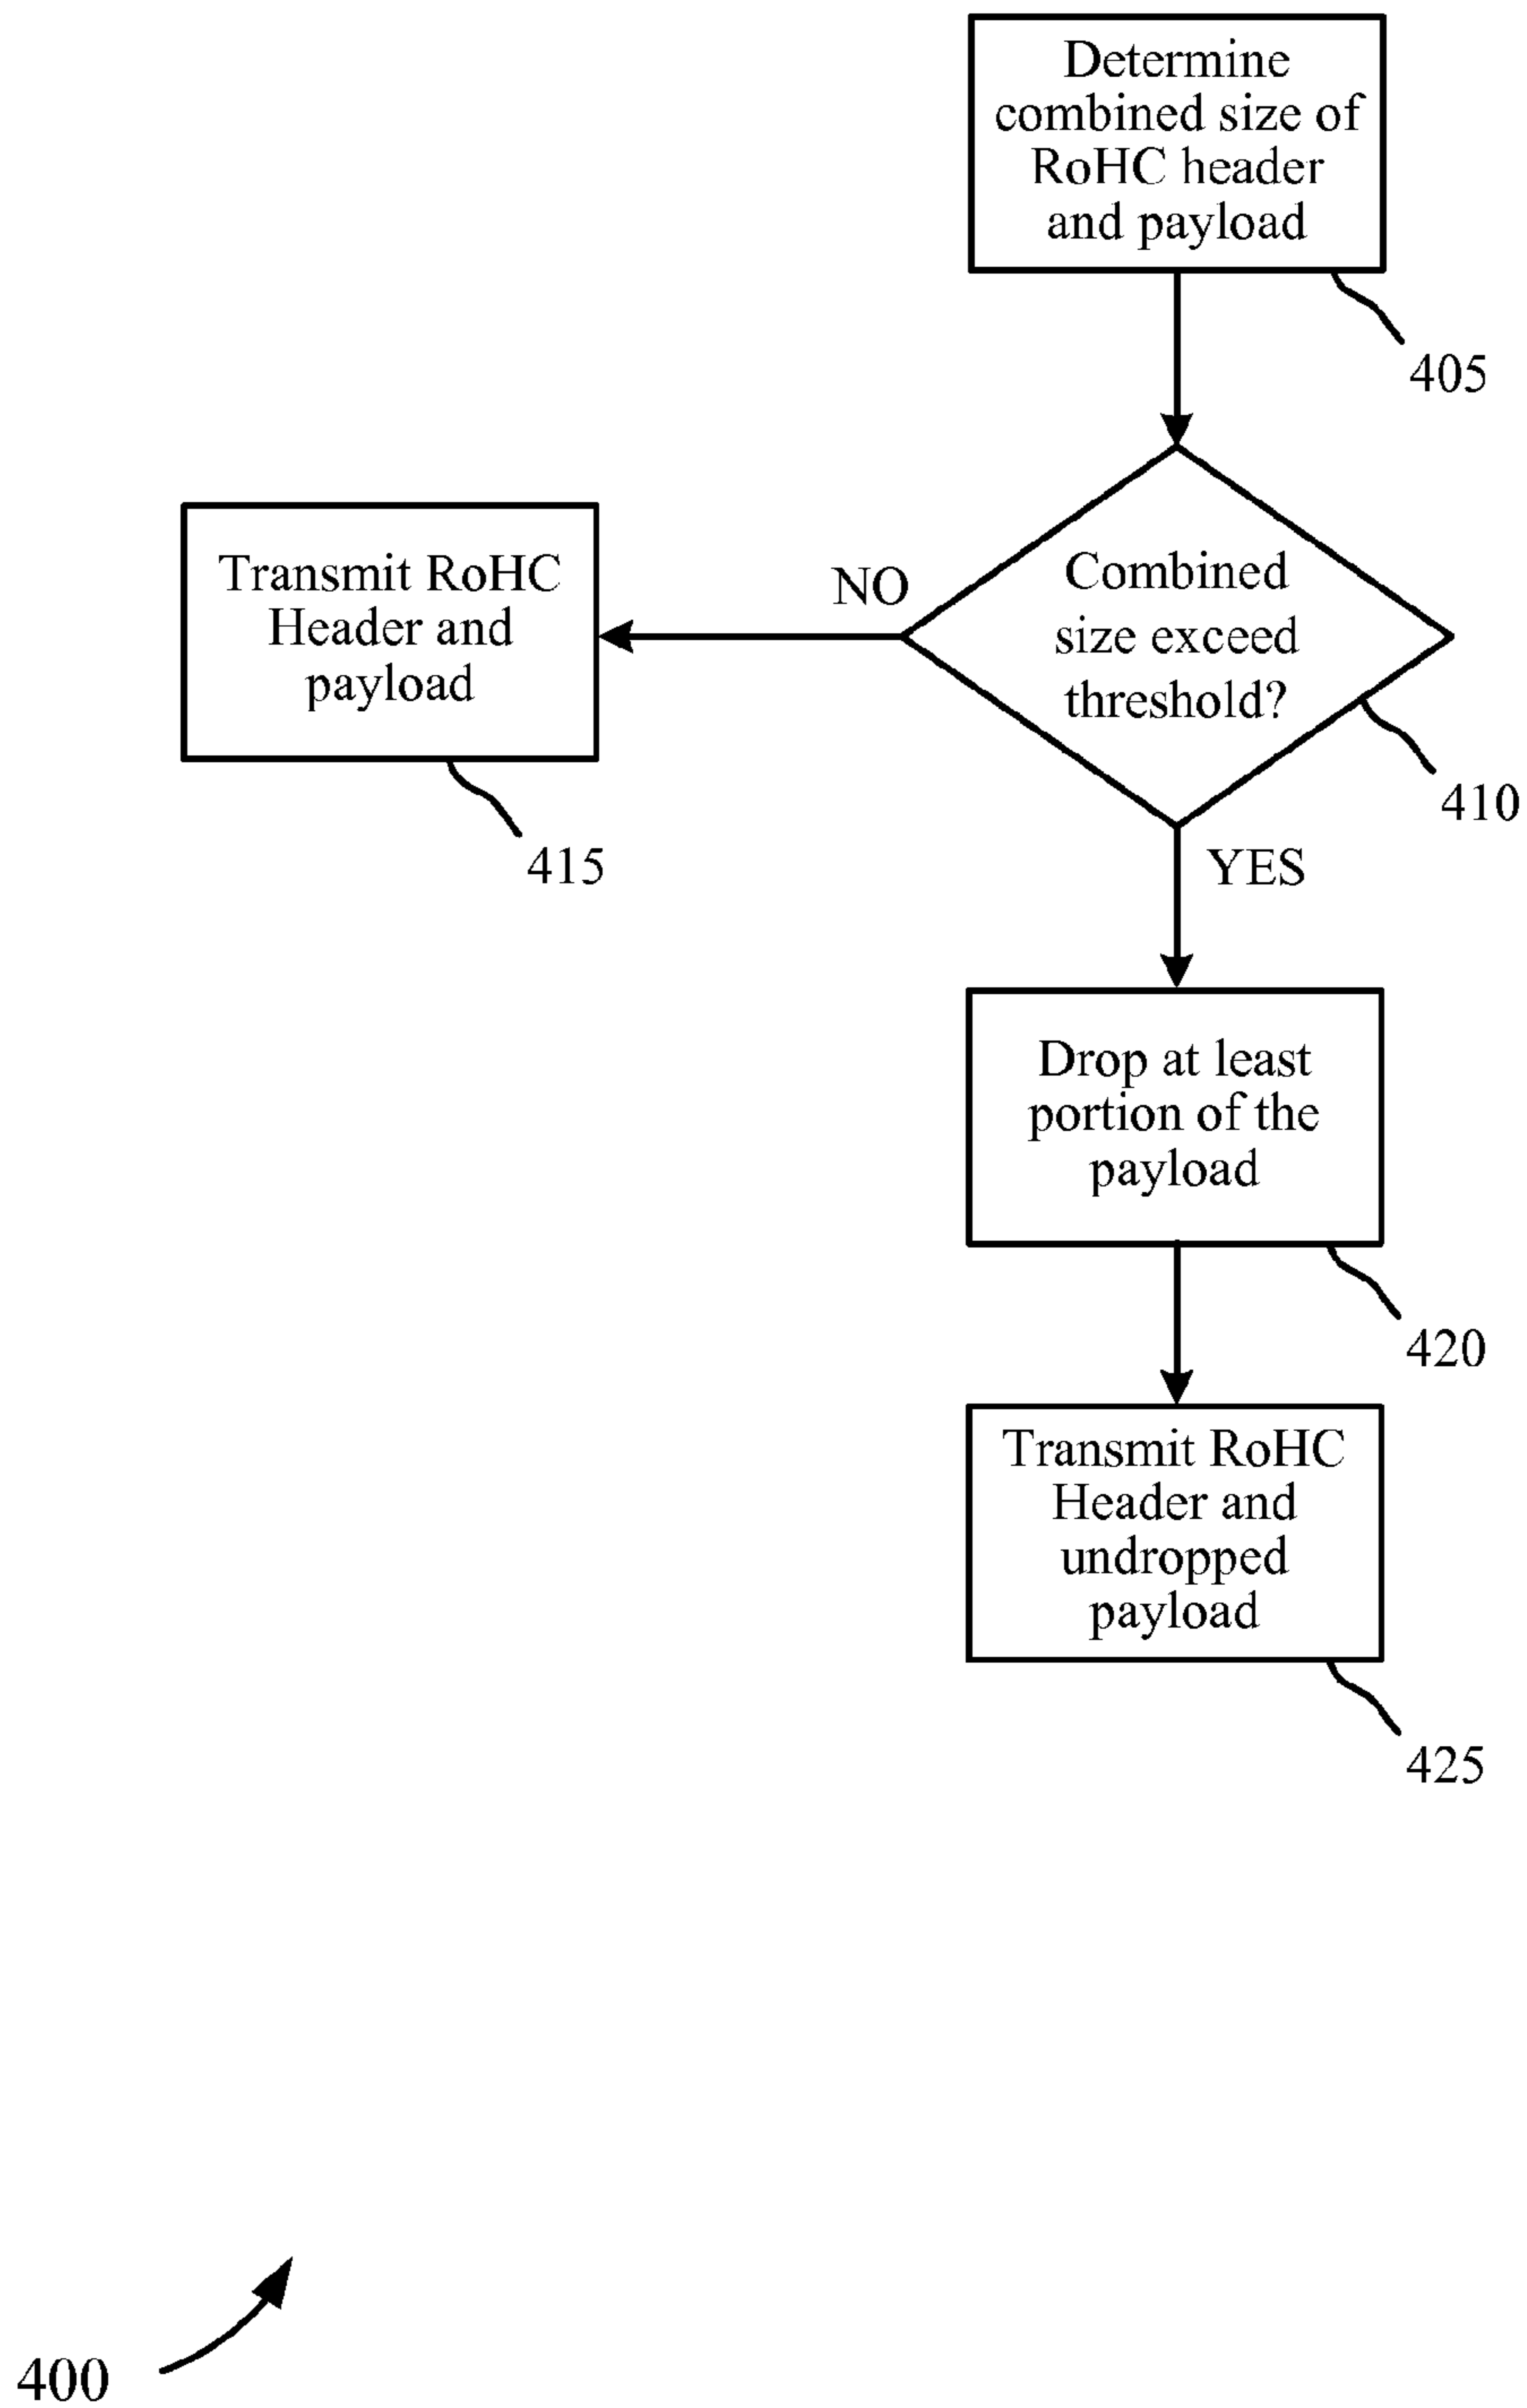 Determine
combined size of
RoHC header
and payload
405
Combined
size exceed
threshold?
NO
410
Transmit RoHC
Header and
payload
415
YES
Drop at least
portion of the
payload
420
Transmit RoHC
Header and
undropped
payload
425
400